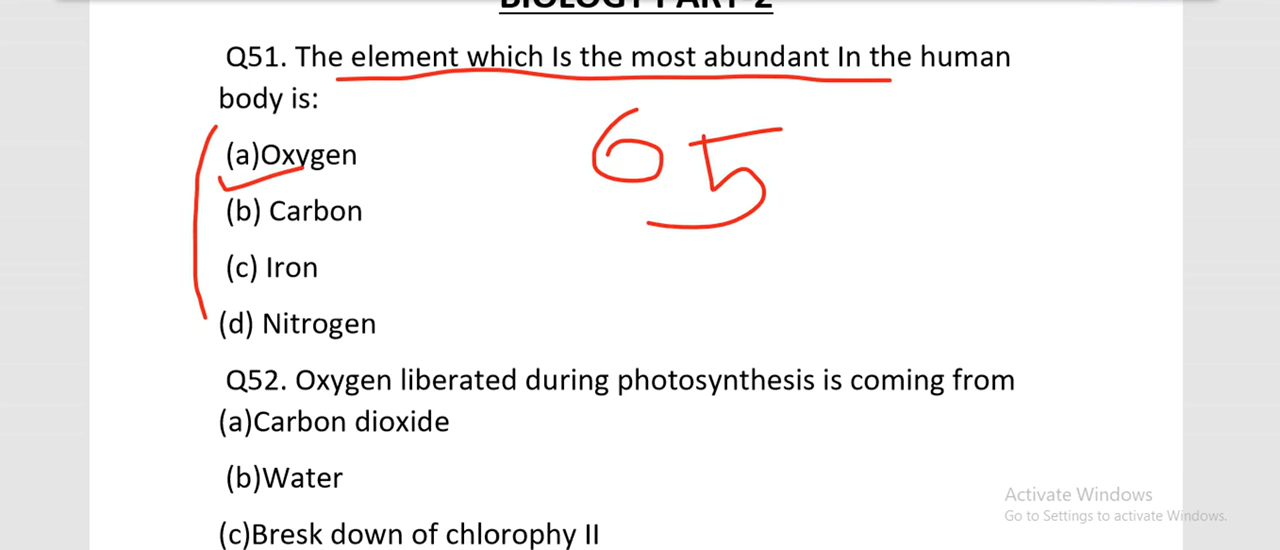 BIOLOGY PART-2
Q51. The element which Is the most abundant In the human
body is:
(a)Oxygen
65
(b) Carbon
(c) Iron
(d) Nitrogen
Q52. Oxygen liberated during photosynthesis is coming from
(a)Carbon dioxide
(b)Water
(c)Bresk down of chlorophy II
Activate Windows
Go to Settings to activate Windows.